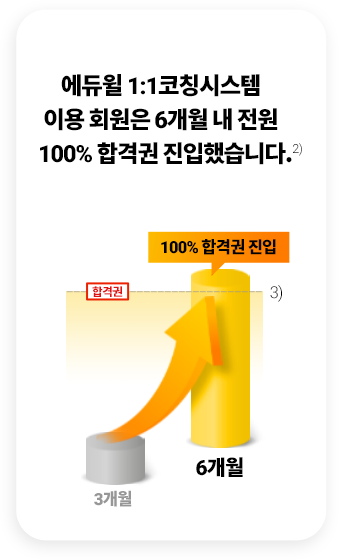 에듀윌 1:1코칭시스템
이용 회원은 6개월 내 전원
100% 합격권 진입했습니다.2)
100% 합격권 진입
합격권
3)
6개월
3개월